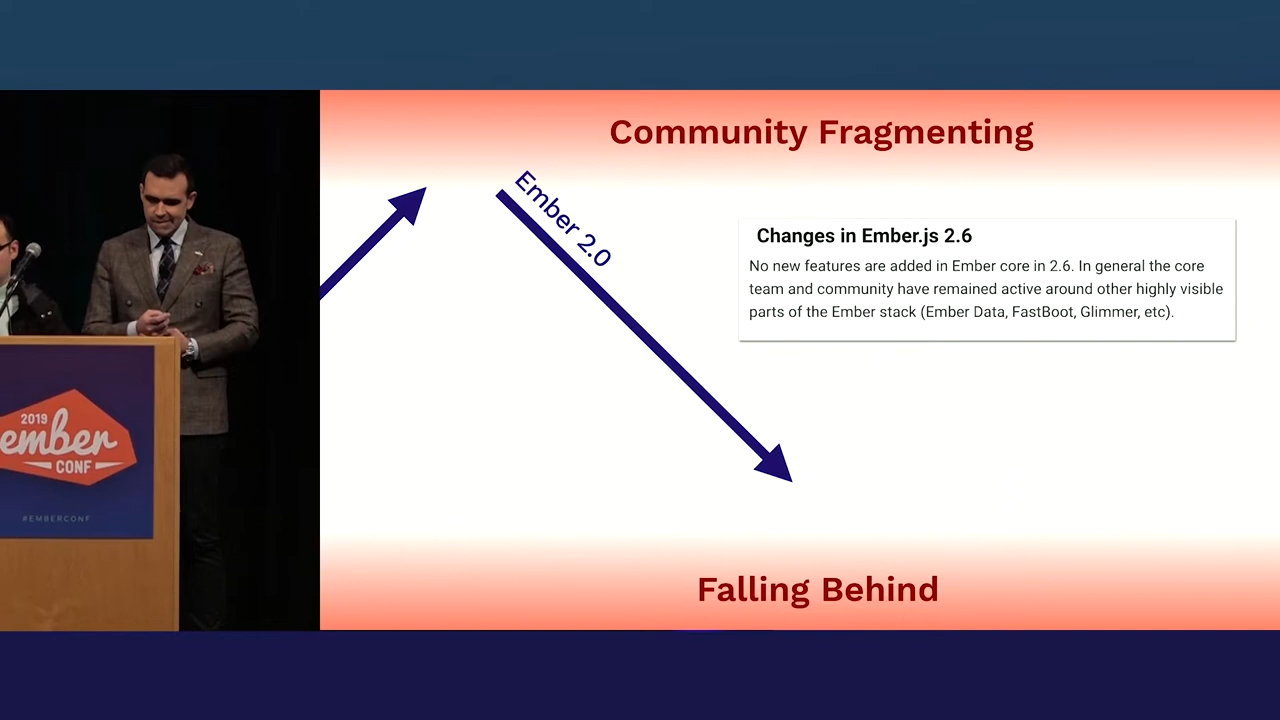 Community Fragmenting
Ember 2.0
Changes in Ember.js 2.6
No new features are added in Ember core in 2.6. In general the core
team and community have remained active around other highly visible
parts of the Ember stack (Ember Data, FastBoot, Glimmer, etc).
2019
ember
CONF
#EMBERCONF
Falling Behind